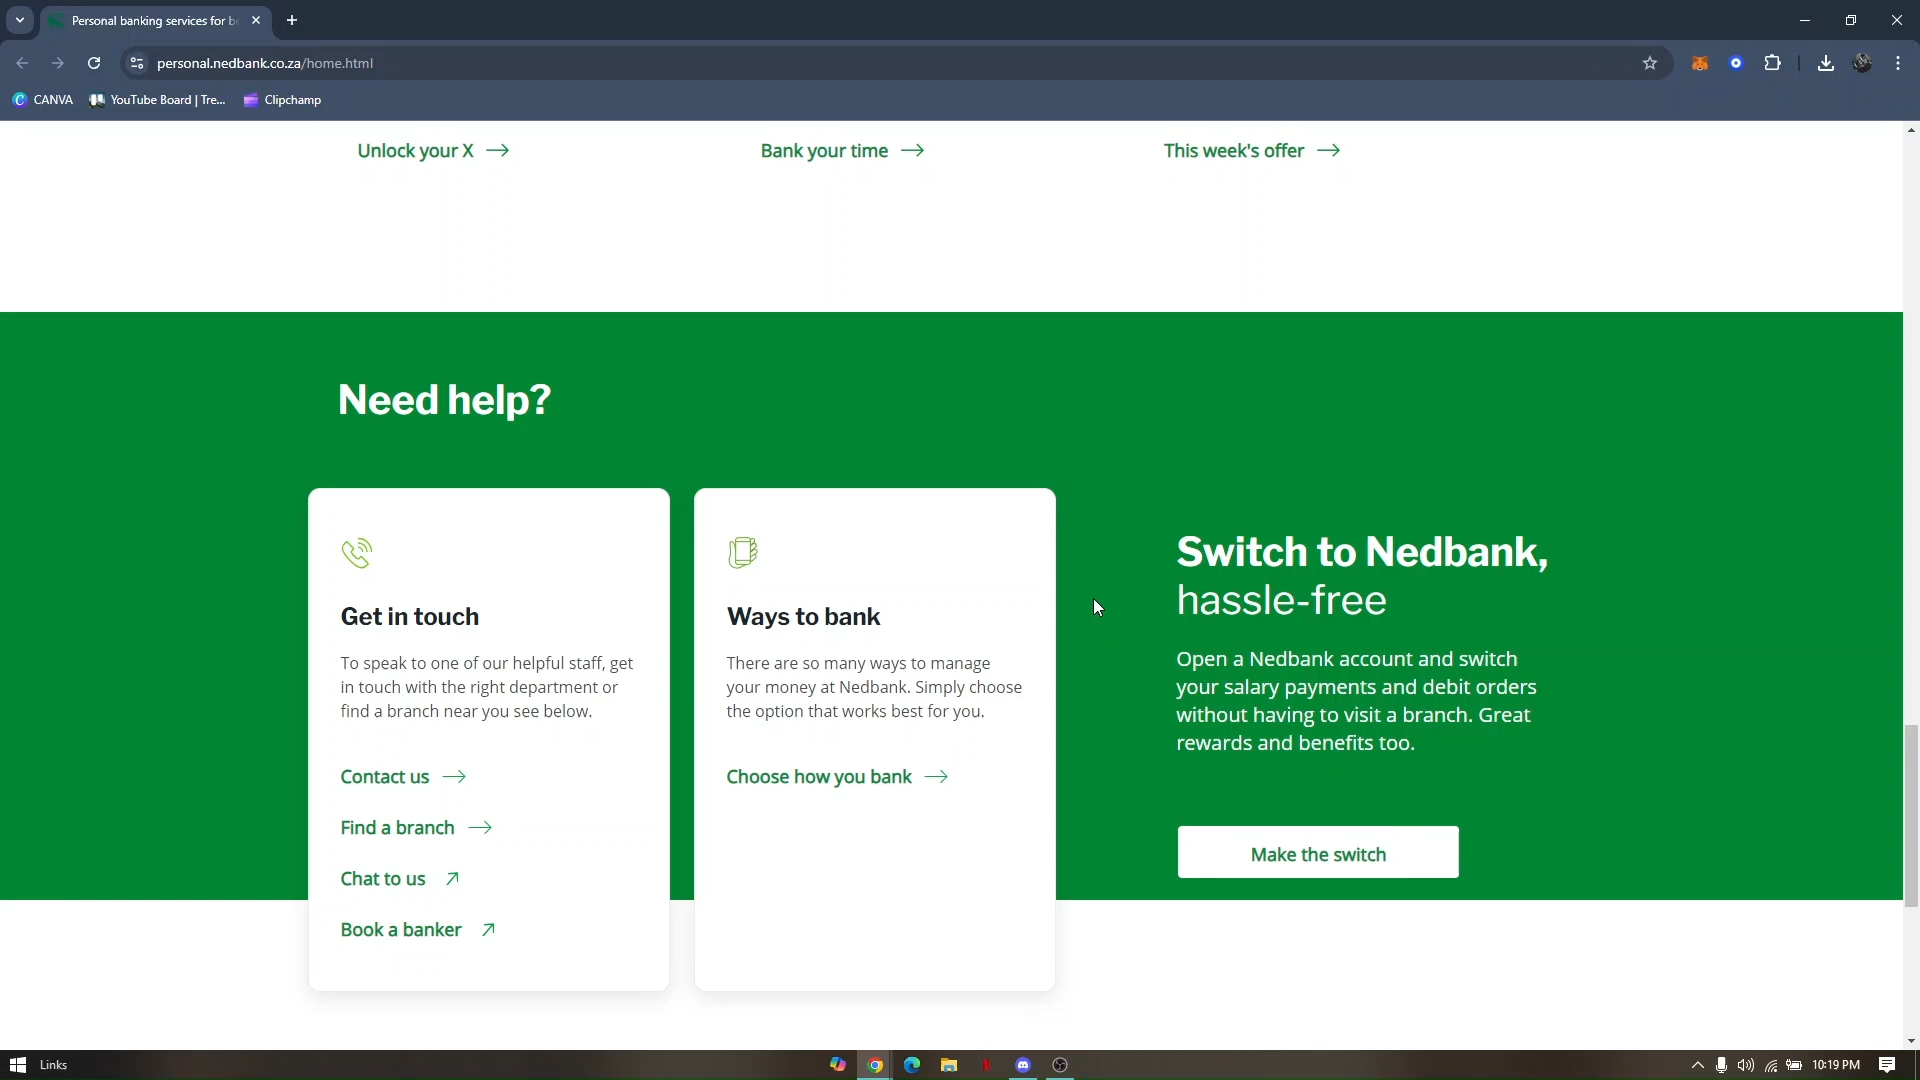 Personal banking services for b
personal.nedbank.co.za/home.html
CANVA
YouTube Board | Tre...
Clipchamp
Unlock your X
Bank your time
This week's offer
Need help?
Get in touch
To speak to one of our helpful staff, get
in touch with the right department or
find a branch near you see below.
Contact us
Find a branch
Chat to us
Book a banker
Ways to bank
There are so many ways to manage
your money at Nedbank. Simply choose
the option that works best for you.
Choose how you bank
Switch to Nedbank,
hassle-free
Open a Nedbank account and switch
your salary payments and debit orders
without having to visit a branch. Great
rewards and benefits too.
Make the switch
Links
10:19 PM